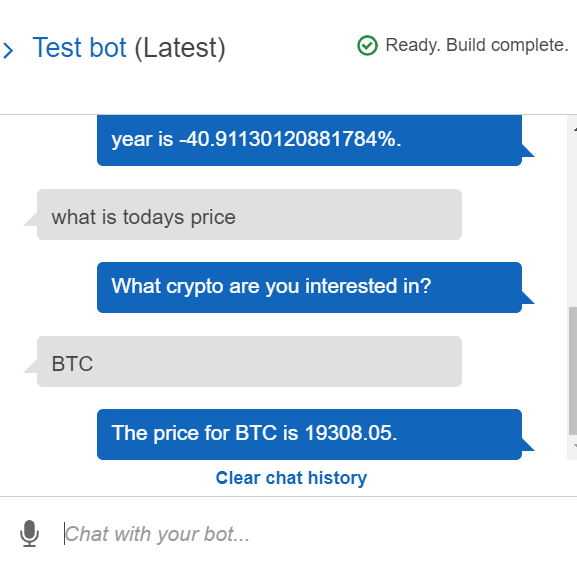 Test bot (Latest)
Ready. Build complete.
year is -40.91130120881784%.
what is todays price
What crypto are you interested in?
BTC
The price for BTC is 19308.05.
Clear chat history
Chat with your bot...